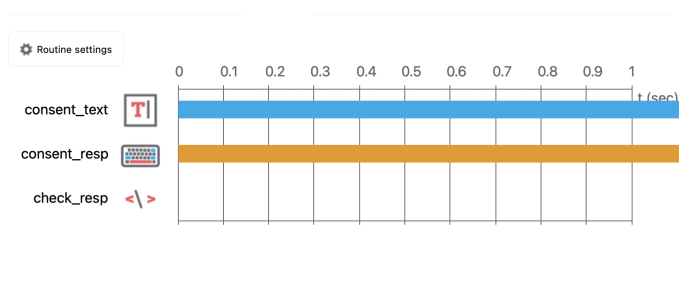 Routine settings
0 0.1 0.2 0.3 0.4 0.5 0.6 0.7 0.8 0.9 1
t (sec)
consent_text T
consent_resp
check_resp </>